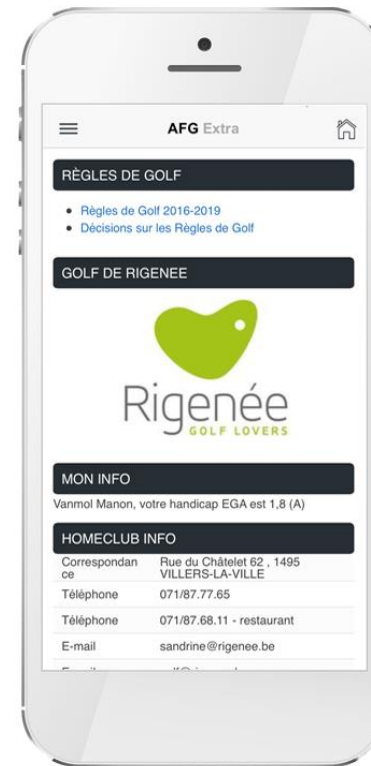 AFG Extra
RÈGLES DE GOLF
Règles de Golf 2016-2019
Décisions sur les Règles de Golf
GOLF DE RIGENEE
Rigenée
GOLF LOVERS
MON INFO
Vanmol Manon, votre handicap EGA est 1,8 (A)
HOMECLUB INFO
Correspondan
ce
Rue du Châtelet 62 , 1495
VILLERS-LA-VILLE
Téléphone 071/87.77.65
Téléphone 071/87.68.11 - restaurant
E-mail sandrine@rigenee.be